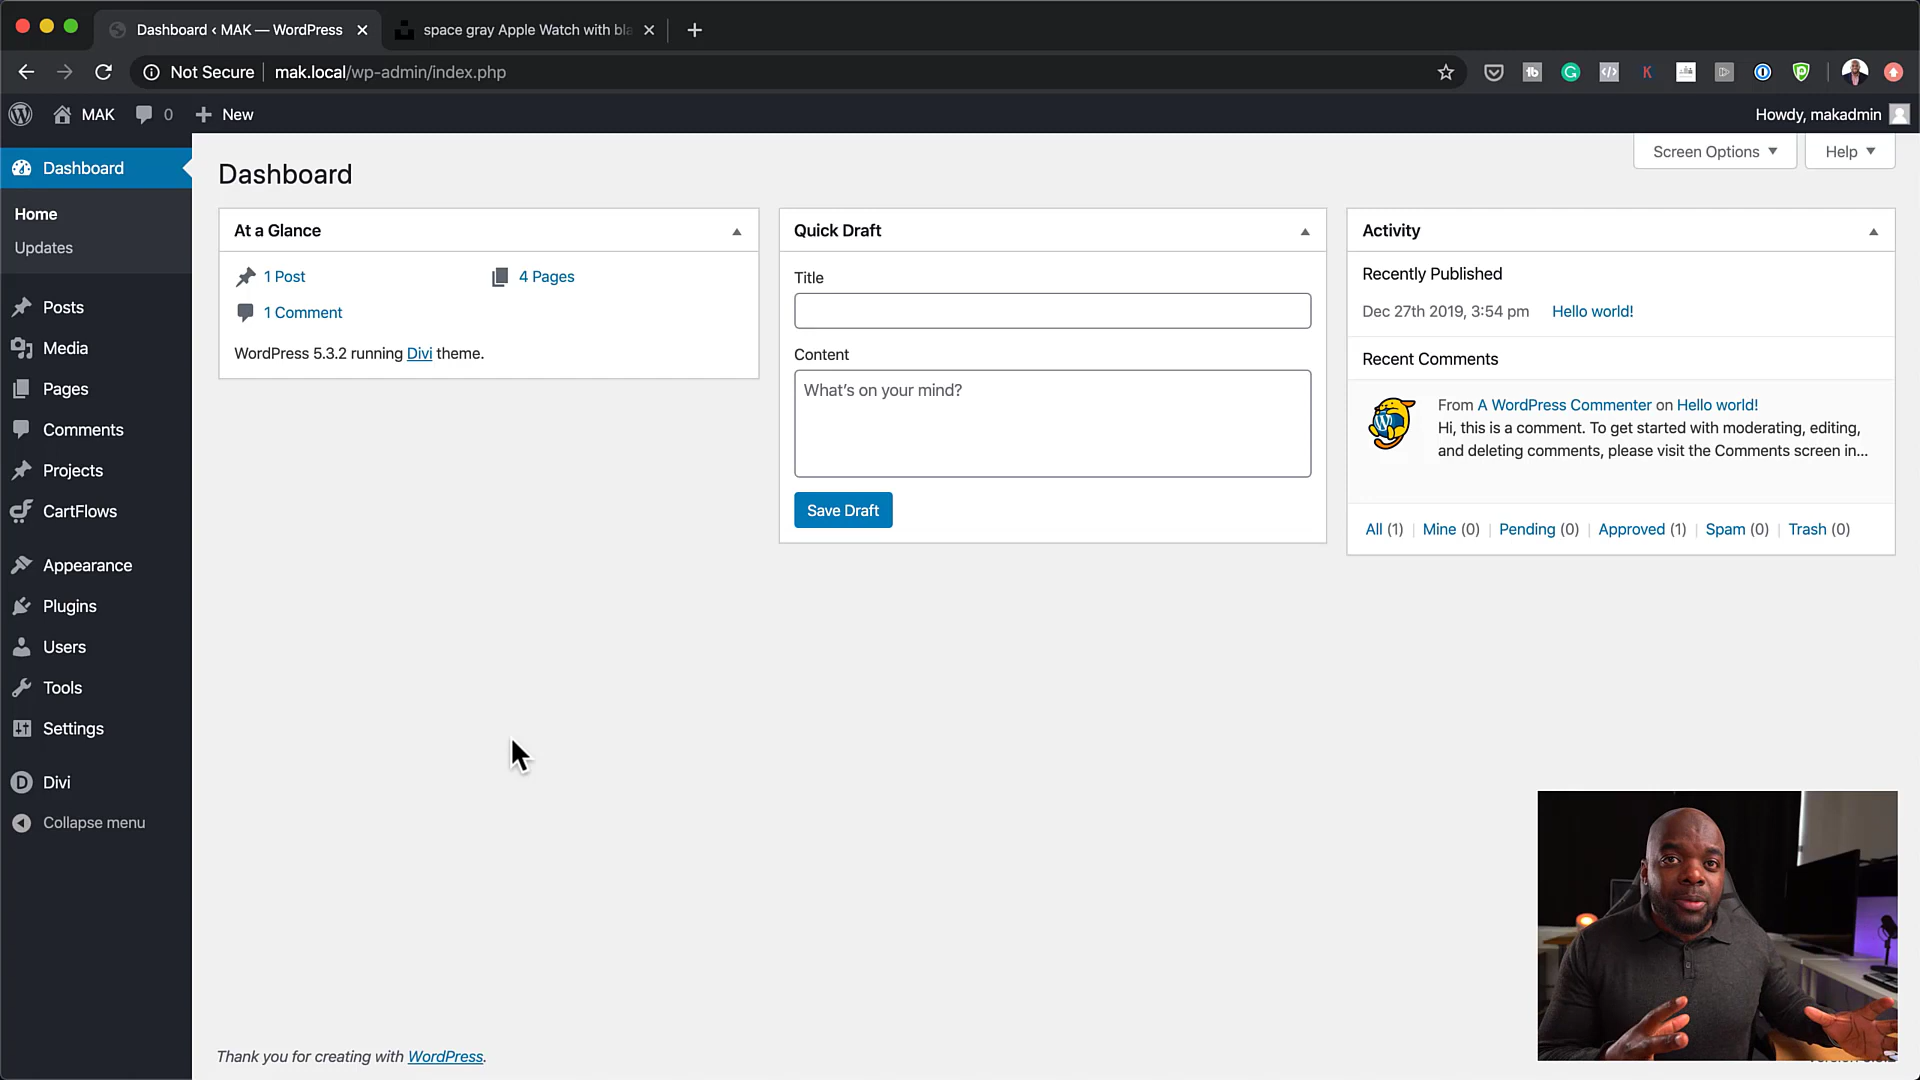 Dashboard ‹ MAK — WordPress
space gray Apple Watch with bla
Not Secure
mak.local/wp-admin/index.php
MAK
0
New
Howdy, makadmin
Dashboard
Home
Updates
Posts
Media
Pages
Comments
Projects
CartFlows
Appearance
Plugins
Users
Tools
Settings
Divi
Collapse menu
Screen Options
Help
Dashboard
At a Glance
1 Post
4 Pages
1 Comment
WordPress 5.3.2 running Divi theme.
Quick Draft
Title
Content
What's on your mind?
Save Draft
Activity
Recently Published
Dec 27th 2019, 3:54 pm
Hello world!
Recent Comments
From A WordPress Commenter on Hello world!
Hi, this is a comment. To get started with moderating, editing,
and deleting comments, please visit the Comments screen in...
All (1) | Mine (0) | Pending (0) | Approved (1) | Spam (0) | Trash (0)
Thank you for creating with WordPress.